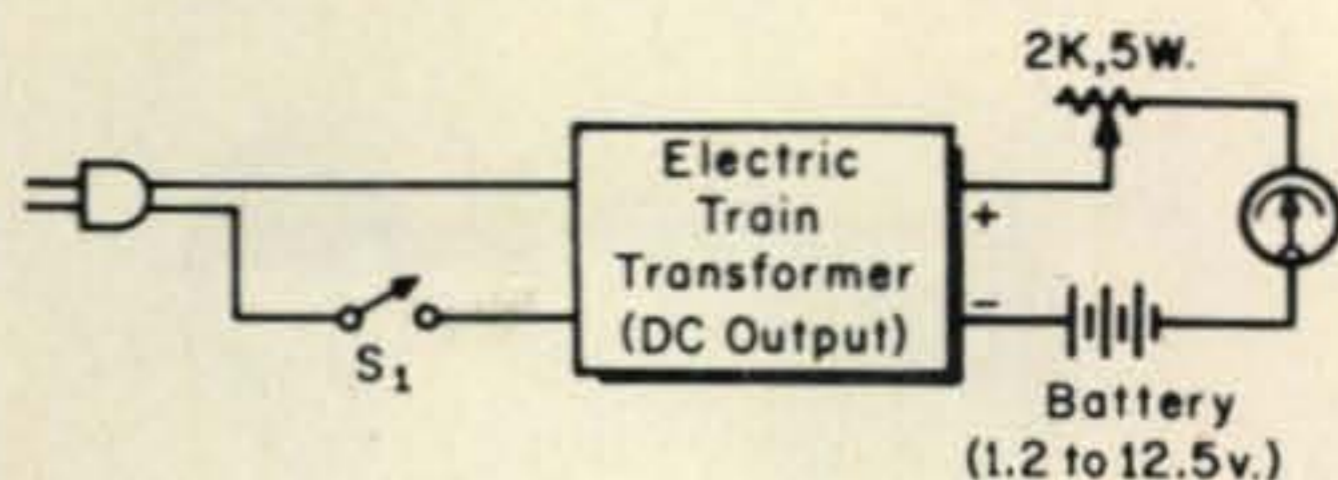 2K,5W.
Electric
Train
Transformer
(DC Output)
+
−
S1
Battery
(1.2 to 12.5v.)